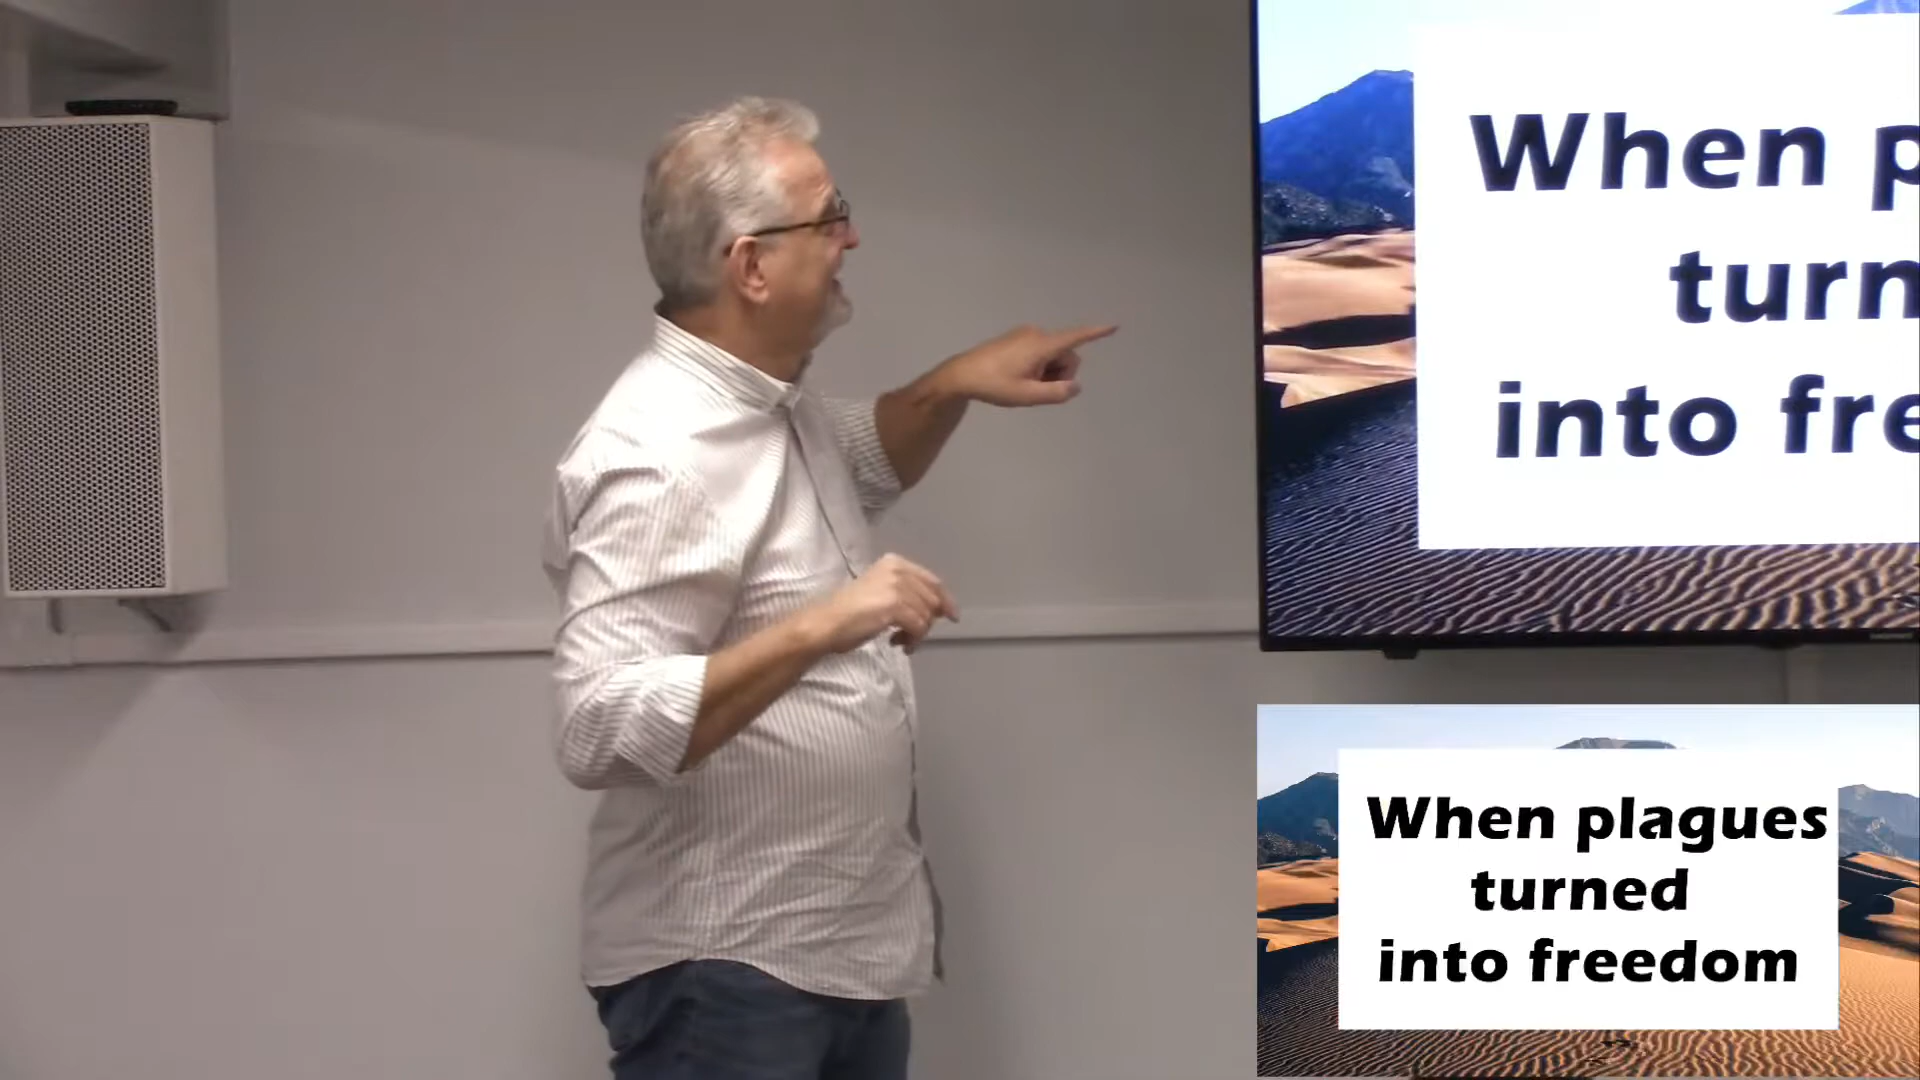 When p
turn
into fre
When plagues
turned
into freedom